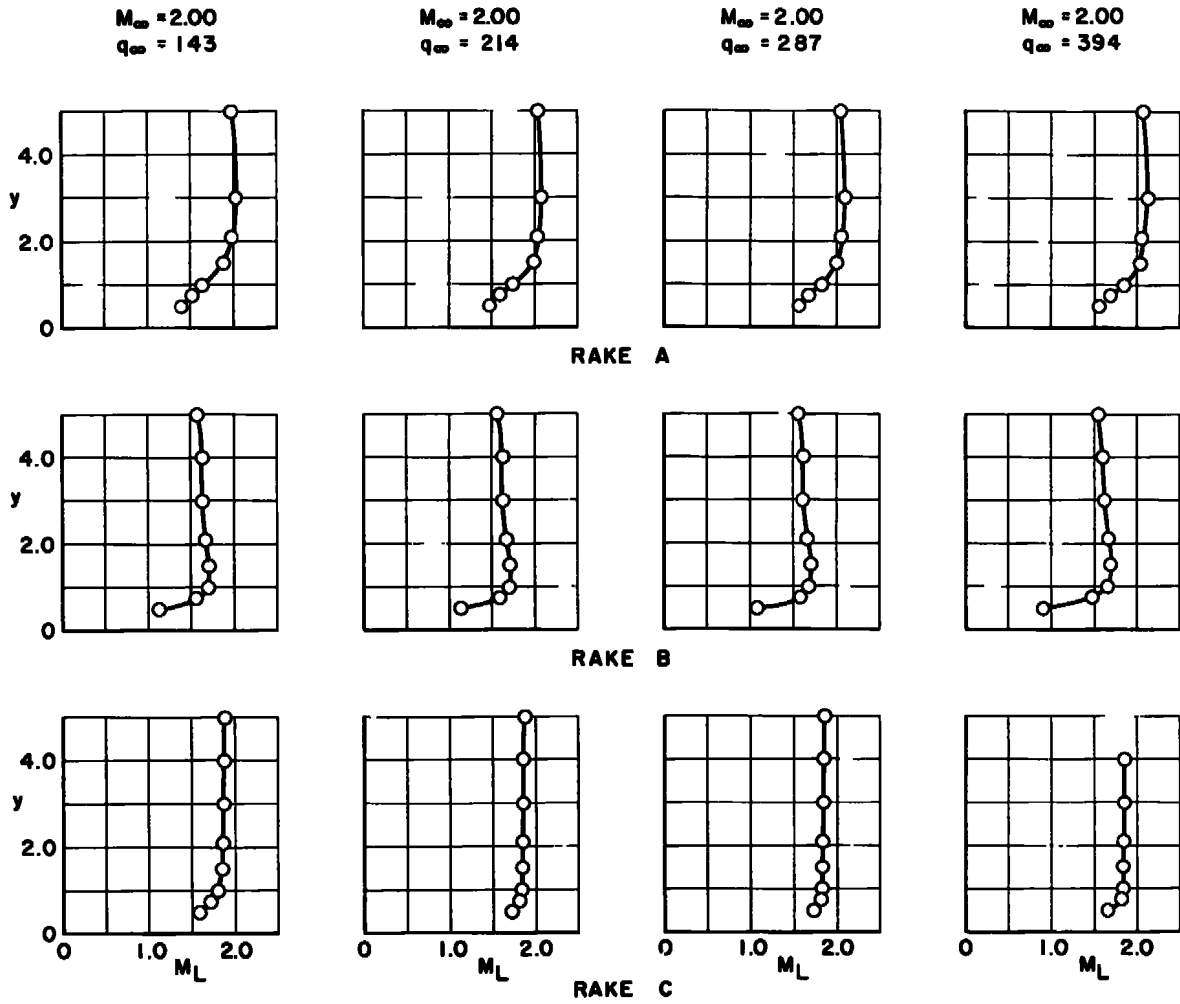 M∞ = 2.00 M∞ = 2.00 M∞ = 2.00 M∞ = 2.00
q∞ = 143 q∞ = 214 q∞ = 287 q∞ = 394
4.0
y
2.0
0
RAKE A
4.0
y
2.0
0
RAKE B
4.0
y
2.0
0
0 1.0 2.0 0 1.0 2.0 0 1.0 2.0 0 1.0 2.0
M_L M_L M_L M_L
RAKE C